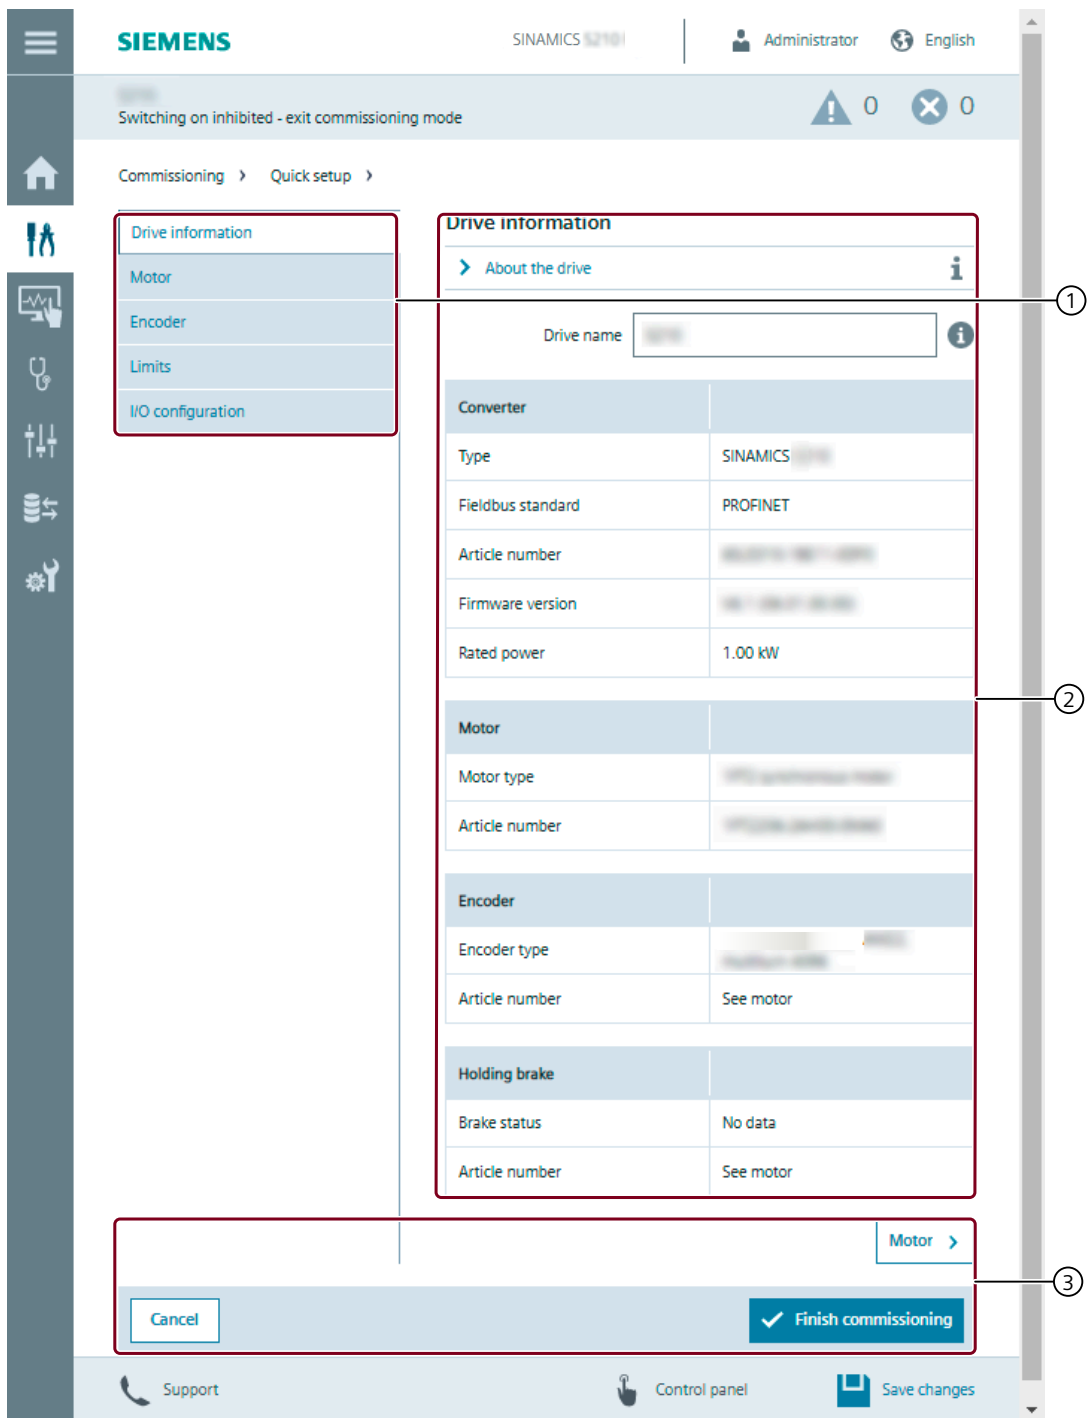 SIEMENS
SINAMICS
Administrator
English
Switching on inhibited - exit commissioning mode
0
0
Commissioning > Quick setup >
Drive information
Motor
Encoder
Limits
I/O configuration
1
Drive information
> About the drive
Drive name
Converter
Type SINAMICS
Fieldbus standard PROFINET
Article number
Firmware version
Rated power 1.00 kW
2
Motor
Motor type
Article number
Encoder
Encoder type
Article number See motor
Holding brake
Brake status No data
Article number See motor
Motor >
3
Cancel
Finish commissioning
Support
Control panel
Save changes